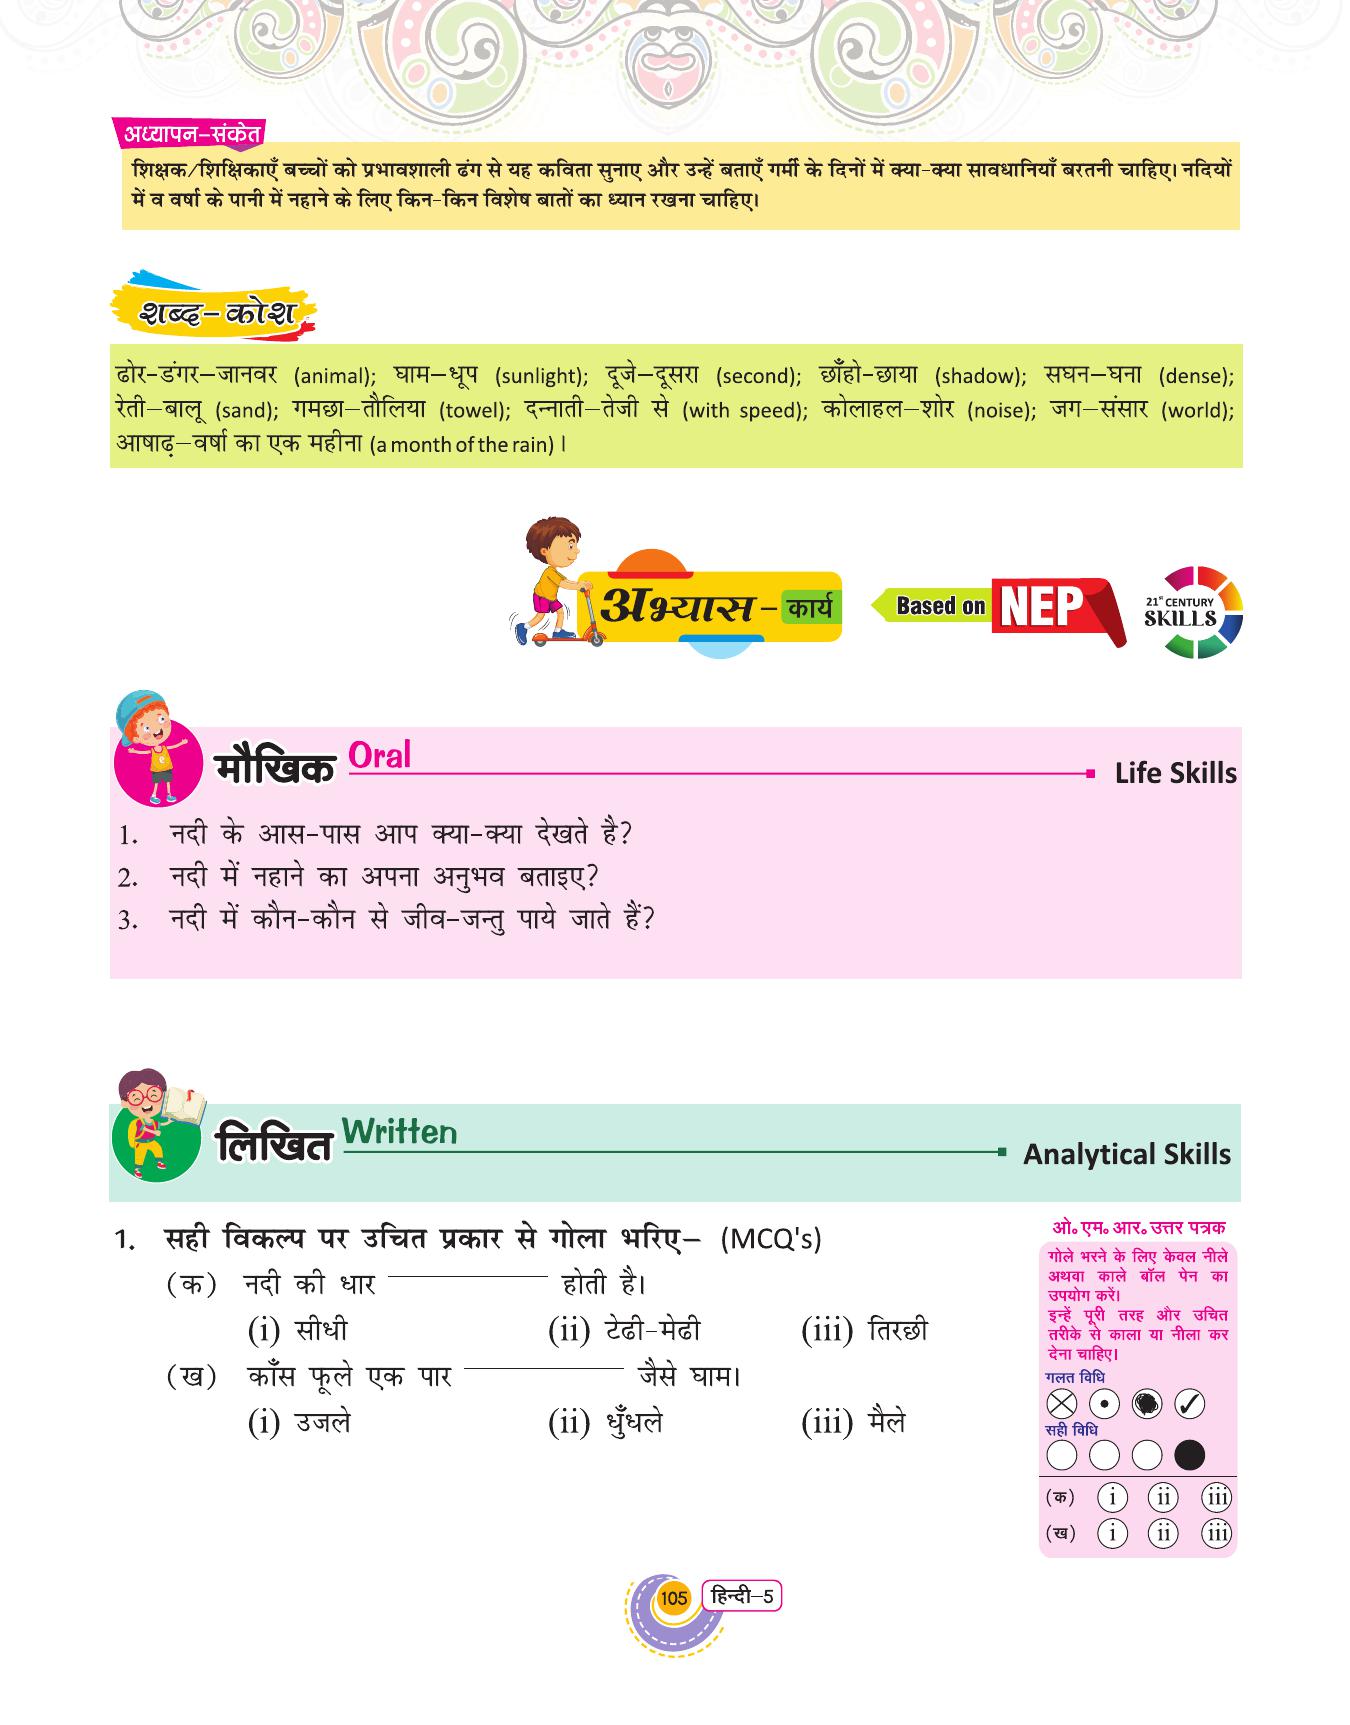 अध्यापन-संकेत
शिक्षक/शिक्षिकाएँ बच्चों को प्रभावशाली ढंग से यह कविता सुनाए और उन्हें बताएँ गर्मी के दिनों में क्या-क्या सावधानियाँ बरतनी चाहिए। नदियों
में व वर्षा के पानी में नहाने के लिए किन-किन विशेष बातों का ध्यान रखना चाहिए।
शब्द-कोश
ढोर-डंगर–जानवर (animal); घाम–धूप (sunlight); दूजे–दूसरा (second); छाँहो-छाया (shadow); सघन–घना (dense);
रेती–बालू (sand); गमछा–तौलिया (towel); दन्नाती–तेजी से (with speed); कोलाहल–शोर (noise); जग–संसार (world);
आषाढ़–वर्षा का एक महीना (a month of the rain)।
अभ्यास-कार्य
Based on NEP
21st CENTURY
SKILLS
मौखिक Oral
Life Skills
1. नदी के आस-पास आप क्या-क्या देखते है?
2. नदी में नहाने का अपना अनुभव बताइए?
3. नदी में कौन-कौन से जीव-जन्तु पाये जाते हैं?
लिखित Written
Analytical Skills
1. सही विकल्प पर उचित प्रकार से गोला भरिए– (MCQ's)
(क) नदी की धार __________ होती है।
(i) सीधी (ii) टेढी-मेढी (iii) तिरछी
(ख) काँस फूले एक पार __________ जैसे घाम।
(i) उजले (ii) धुँधले (iii) मैले
ओ॰ एम॰ आर॰ उत्तर पत्रक
गोले भरने के लिए केवल नीले
अथवा काले बॉल पेन का
उपयोग करें।
इन्हें पूरी तरह और उचित
तरीके से काला या नीला कर
देना चाहिए।
गलत विधि
सही विधि
(क) i ii iii
(ख) i ii iii
105 हिन्दी–5